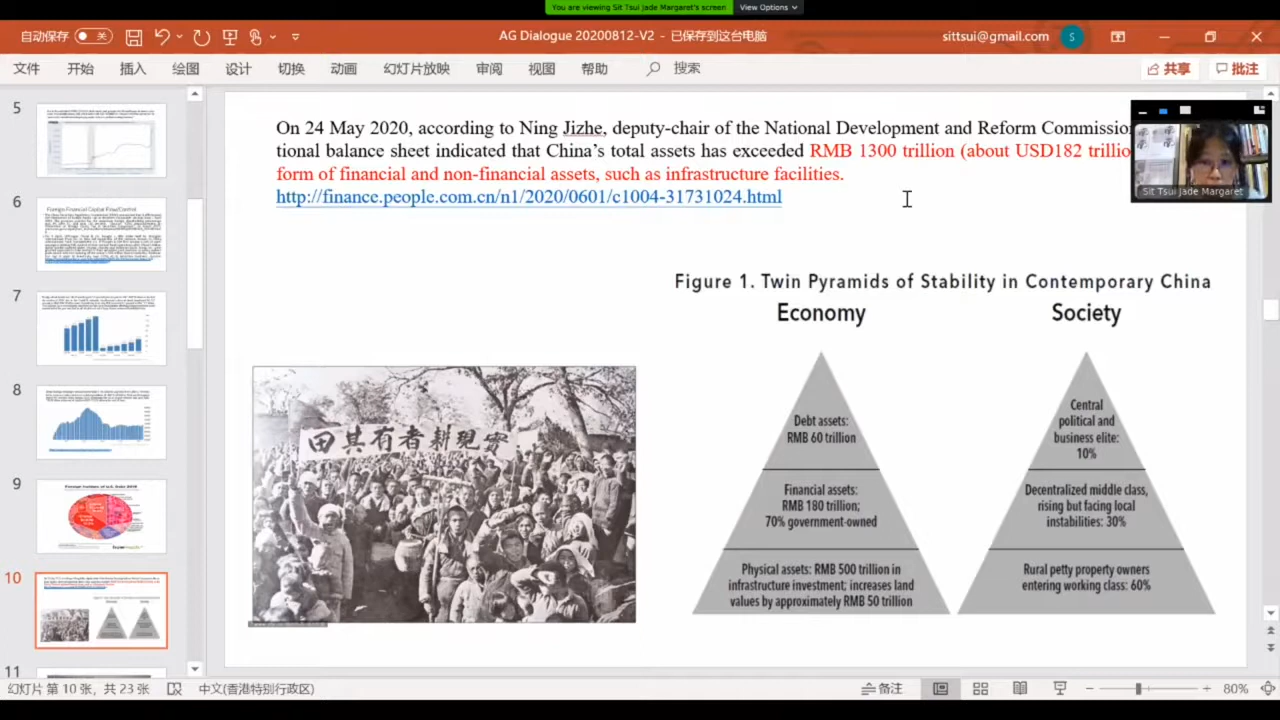 You are viewing Sit Tsui Jade Margaret's screen
View Options
自动保存 关
AG Dialogue 20200812-V2 - 已保存到这台电脑
sittsui@gmail.com
S
文件 开始 插入 绘图 设计 切换 动画 幻灯片放映 审阅 视图 帮助 搜索
共享 批注
5
6
Foreign Financial Capital Flow/Control
7
8
9
10
11
On 24 May 2020, according to Ning Jizhe, deputy-chair of the National Development and Reform Commission
tional balance sheet indicated that China's total assets has exceeded RMB 1300 trillion (about USD182 trillio
form of financial and non-financial assets, such as infrastructure facilities.
http://finance.people.com.cn/n1/2020/0601/c1004-31731024.html
Sit Tsui Jade Margaret
Figure 1. Twin Pyramids of Stability in Contemporary China
Economy
Debt assets:
RMB 60 trillion
Financial assets:
RMB 180 trillion;
70% government-owned
Physical assets: RMB 500 trillion in
infrastructure investment; increases land
values by approximately RMB 50 trillion
Society
Central
political and
business elite:
10%
Decentralized middle class,
rising but facing local
instabilities: 30%
Rural petty property owners
entering working class: 60%
田其有者耕現實
幻灯片 第 10 张，共 23 张
中文(香港特别行政区)
备注
80%